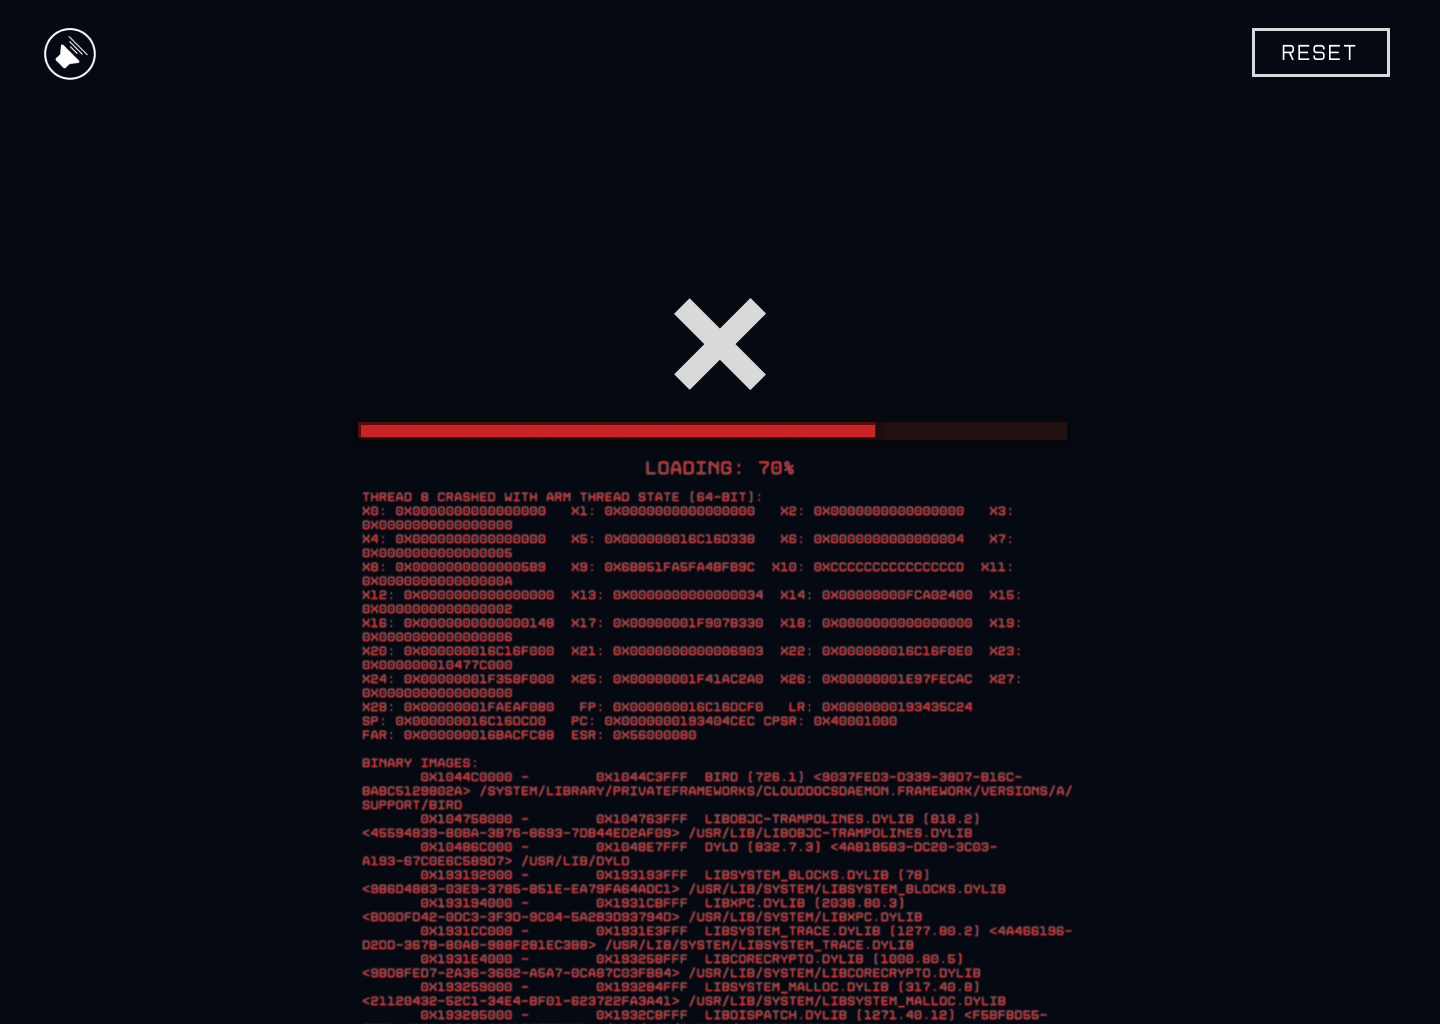 RESET
LOADING: 70%
THREAD 8 CRASHED WITH ARM THREAD STATE (64-BIT):
X0: 0X0000000000000000 X1: 0X0000000000000000 X2: 0X0000000000000000 X3:
0X0000000000000000
X4: 0X0000000000000000 X5: 0X000000016C16D338 X6: 0X0000000000000004 X7:
0X0000000000000005
X8: 0X00000000000005B9 X9: 0X6BB51FA5FA4BFB9C X10: 0XCCCCCCCCCCCCCCCD X11:
0X000000000000000A
X12: 0X0000000000000000 X13: 0X0000000000000034 X14: 0X00000000FCA02400 X15:
0X0000000000000002
X16: 0X0000000000000148 X17: 0X00000001F907B330 X18: 0X0000000000000000 X19:
0X0000000000000006
X20: 0X000000016C16F000 X21: 0X0000000000006903 X22: 0X000000016C16F0E0 X23:
0X000000010477C000
X24: 0X00000001F358F000 X25: 0X00000001F41AC2A0 X26: 0X00000001E97FECAC X27:
0X0000000000000000
X28: 0X00000001FAEAF080 FP: 0X000000016C16DCF0 LR: 0X0000000193435C24
SP: 0X000000016C16DCD0 PC: 0X0000000193404CEC CPSR: 0X40001000
FAR: 0X000000016BACFC88 ESR: 0X56000080
BINARY IMAGES:
0X1044C0000 - 0X1044C3FFF BIRD (726.1) <9037FED3-D339-38D7-B16C-
BABC5129802A> /SYSTEM/LIBRARY/PRIVATEFRAMEWORKS/CLOUDDOCSDAEMON.FRAMEWORK/VERSIONS/A/
SUPPORT/BIRD
0X104758000 - 0X104763FFF LIBOBJC-TRAMPOLINES.DYLIB (818.2)
<45594839-80BA-3B76-8693-7DB44ED2AF09> /USR/LIB/LIBOBJC-TRAMPOLINES.DYLIB
0X10486C000 - 0X1048E7FFF DYLD (832.7.3) <4AB185B3-DC20-3C03-
A193-67C0E6C589D7> /USR/LIB/DYLD
0X193192000 - 0X193193FFF LIBSYSTEM_BLOCKS.DYLIB (78)
<9B6D4883-03E9-3785-851E-EA79FA64ADC1> /USR/LIB/SYSTEM/LIBSYSTEM_BLOCKS.DYLIB
0X193194000 - 0X1931CBFFF LIBXPC.DYLIB (2038.80.3)
<BD0DFD42-0DC3-3F3D-9C04-5A2B3D93794D> /USR/LIB/SYSTEM/LIBXPC.DYLIB
0X1931CC000 - 0X1931E3FFF LIBSYSTEM_TRACE.DYLIB (1277.80.2) <4A466196-
D2DD-367B-80AB-988F281EC3B8> /USR/LIB/SYSTEM/LIBSYSTEM_TRACE.DYLIB
0X1931E4000 - 0X193258FFF LIBCORECRYPTO.DYLIB (1000.80.5)
<9BD8FED7-2A36-3602-A5A7-0CA87C03FB84> /USR/LIB/SYSTEM/LIBCORECRYPTO.DYLIB
0X193259000 - 0X193284FFF LIBSYSTEM_MALLOC.DYLIB (317.40.8)
<21120432-52C1-34E4-BF01-623722FA3A41> /USR/LIB/SYSTEM/LIBSYSTEM_MALLOC.DYLIB
0X193285000 - 0X1932C8FFF LIBDISPATCH.DYLIB (1271.40.12) <F5BFBD55-